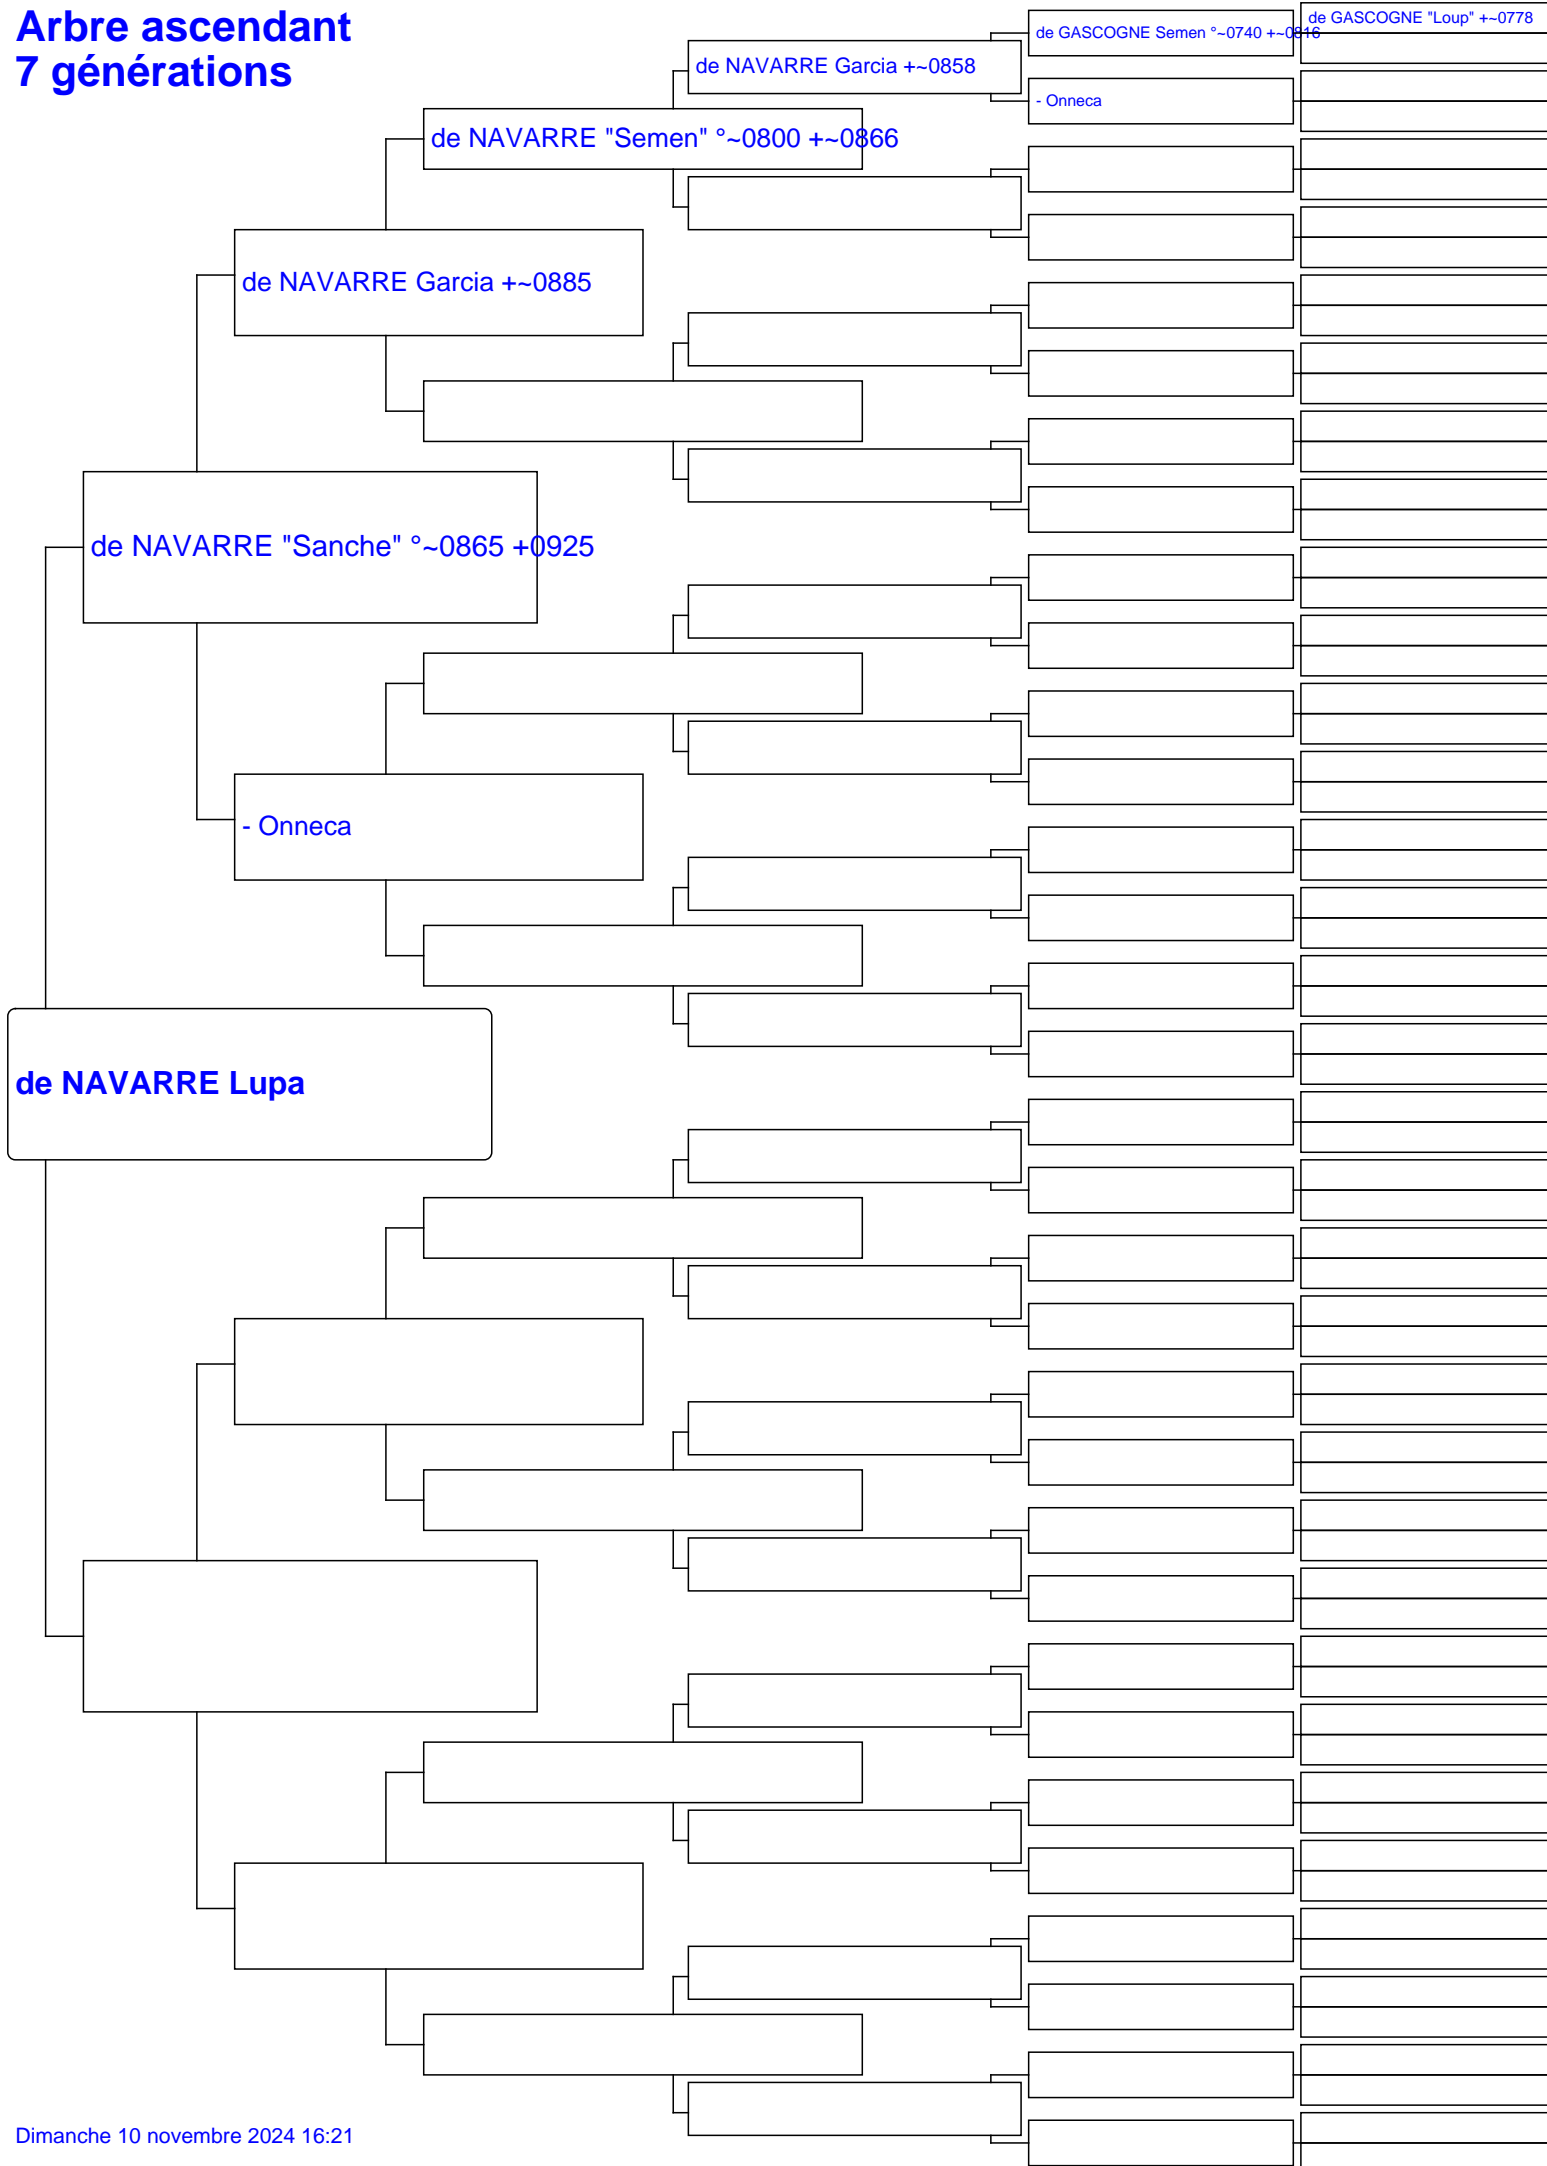 Arbre ascendant
7 générations
de GASCOGNE "Loup" +~0778
de GASCOGNE Semen °~0740 +~0816
de NAVARRE Garcia +~0858
- Onneca
de NAVARRE "Semen" °~0800 +~0866
de NAVARRE Garcia +~0885
de NAVARRE "Sanche" °~0865 +0925
- Onneca
de NAVARRE Lupa
Dimanche 10 novembre 2024 16:21